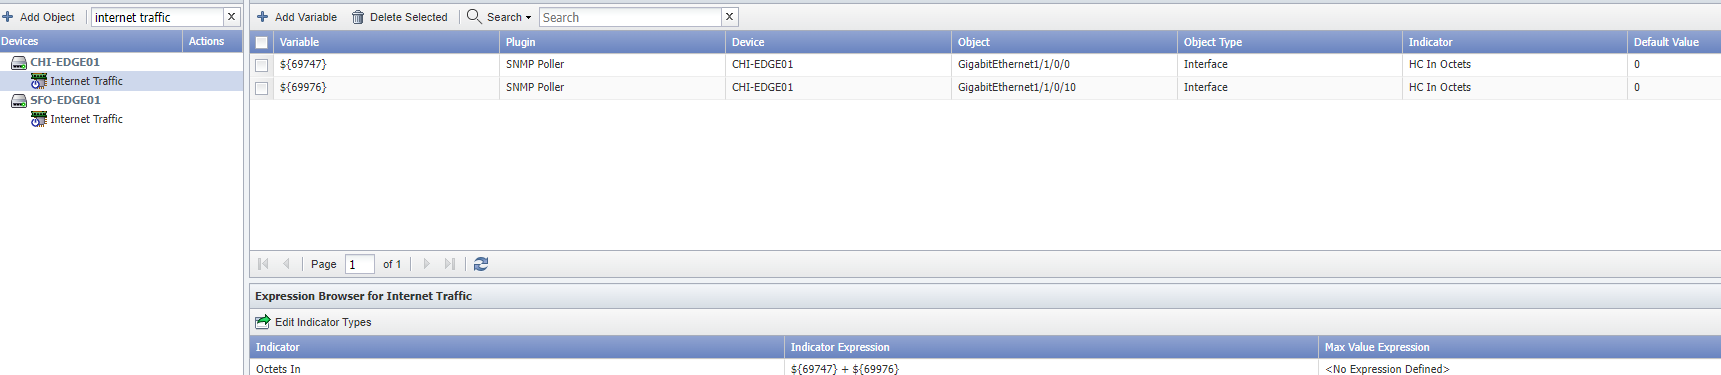 Add Object internet traffic X
Devices Actions
CHI-EDGE01
Internet Traffic
SFO-EDGE01
Internet Traffic
Add Variable Delete Selected Search Search X
Variable Plugin Device Object Object Type Indicator Default Value
${69747} SNMP Poller CHI-EDGE01 GigabitEthernet1/1/0/0 Interface HC In Octets 0
${69976} SNMP Poller CHI-EDGE01 GigabitEthernet1/1/0/10 Interface HC In Octets 0
Page 1 of 1
Expression Browser for Internet Traffic
Edit Indicator Types
Indicator Indicator Expression Max Value Expression
Octets In ${69747} + ${69976} <No Expression Defined>